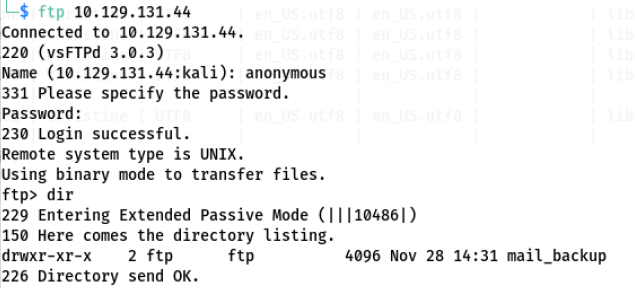 └─$ ftp 10.129.131.44
Connected to 10.129.131.44.
220 (vsFTPd 3.0.3)
Name (10.129.131.44:kali): anonymous
331 Please specify the password.
Password:
230 Login successful.
Remote system type is UNIX.
Using binary mode to transfer files.
ftp> dir
229 Entering Extended Passive Mode (|||10486|)
150 Here comes the directory listing.
drwxr-xr-x    2 ftp      ftp          4096 Nov 28 14:31 mail_backup
226 Directory send OK.